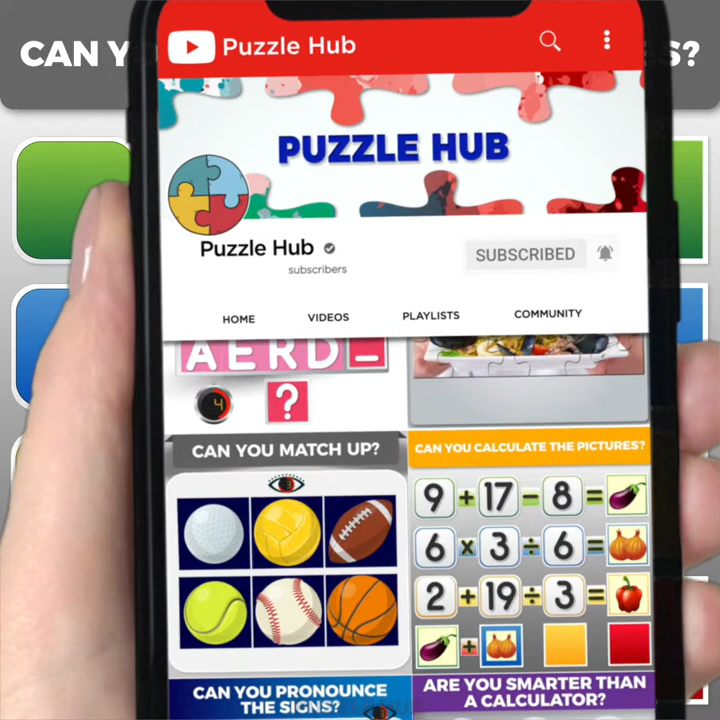 CAN Y
S?
Puzzle Hub
PUZZLE HUB
Puzzle Hub
subscribers
SUBSCRIBED
HOME VIDEOS PLAYLISTS COMMUNITY
AERD_
4
?
CAN YOU MATCH UP?
CAN YOU CALCULATE THE PICTURES?
9 + 17 - 8 =
6 x 3 ÷ 6 =
2 + 19 ÷ 3 =
+
CAN YOU PRONOUNCE
THE SIGNS?
ARE YOU SMARTER THAN
A CALCULATOR?